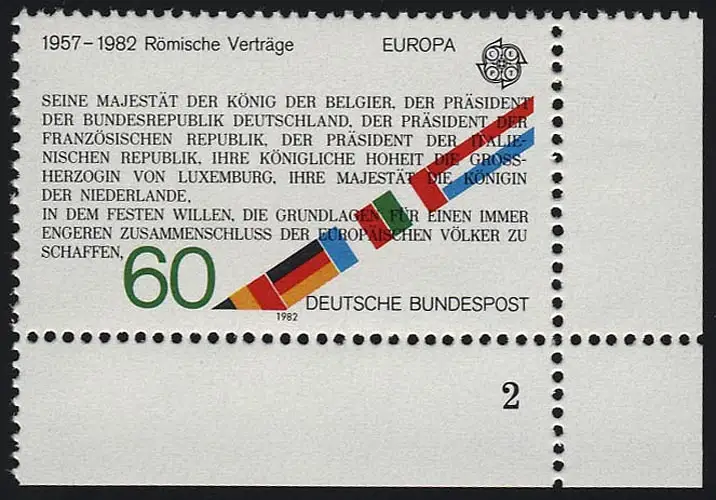 1957–1982 Römische Verträge EUROPA CEPT
SEINE MAJESTÄT DER KÖNIG DER BELGIER, DER PRÄSIDENT
DER BUNDESREPUBLIK DEUTSCHLAND, DER PRÄSIDENT DER
FRANZÖSISCHEN REPUBLIK, DER PRÄSIDENT DER ITALIE-
NISCHEN REPUBLIK, IHRE KÖNIGLICHE HOHEIT DIE GROSS-
HERZOGIN VON LUXEMBURG, IHRE MAJESTÄT DIE KÖNIGIN
DER NIEDERLANDE,
IN DEM FESTEN WILLEN, DIE GRUNDLAGEN FÜR EINEN IMMER
ENGEREN ZUSAMMENSCHLUSS DER EUROPÄISCHEN VÖLKER ZU
SCHAFFEN,
60
DEUTSCHE BUNDESPOST
1982
2